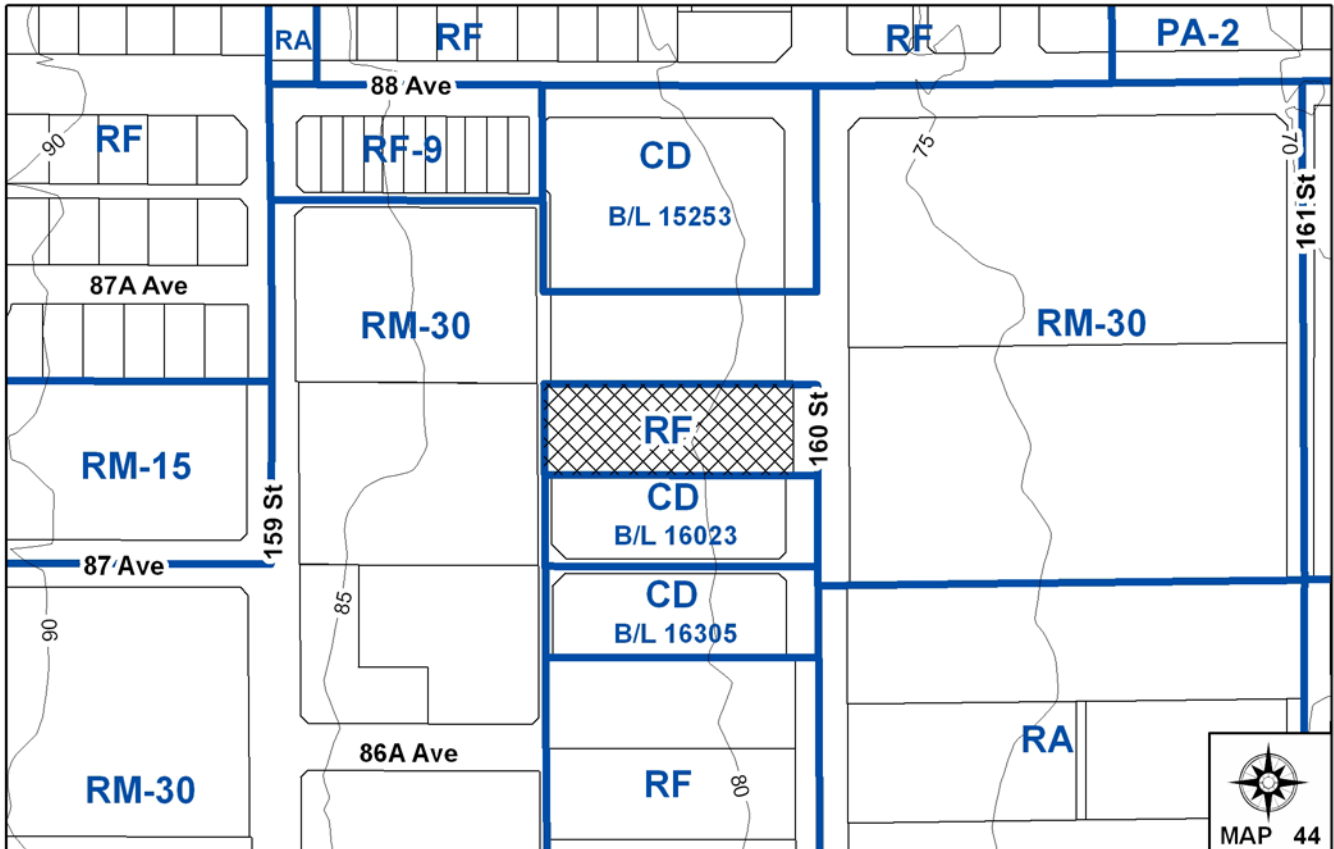 RA
RF
RF
PA-2
88 Ave
90
RF
RF-9
CD
75
70
B/L 15253
161 St
87A Ave
RM-30
RM-30
RF
160 St
RM-15
CD
159 St
B/L 16023
87 Ave
85
CD
90
B/L 16305
RA
86A Ave
RM-30
RF
80
MAP 44